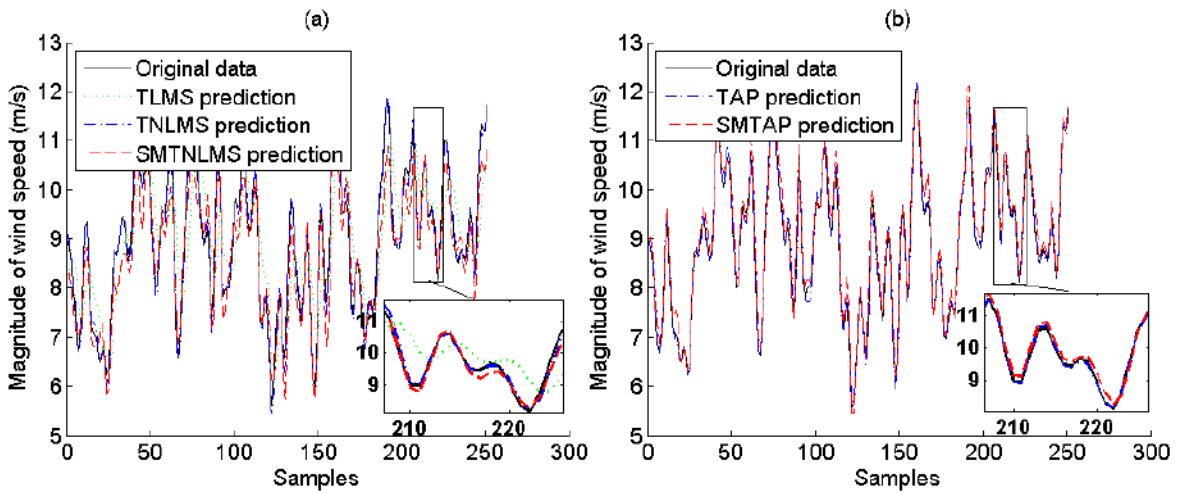 (a)
13
12
11
10
9
8
7
6
5
Magnitude of wind speed (m/s)
Original data
TLMS prediction
TNLMS prediction
SMTNLMS prediction
11
10
9
210 220
0 50 100 150 200 250 300
Samples
(b)
13
12
11
10
9
8
7
6
5
Magnitude of wind speed (m/s)
Original data
TAP prediction
SMTAP prediction
11
10
9
210 220
0 50 100 150 200 250 300
Samples